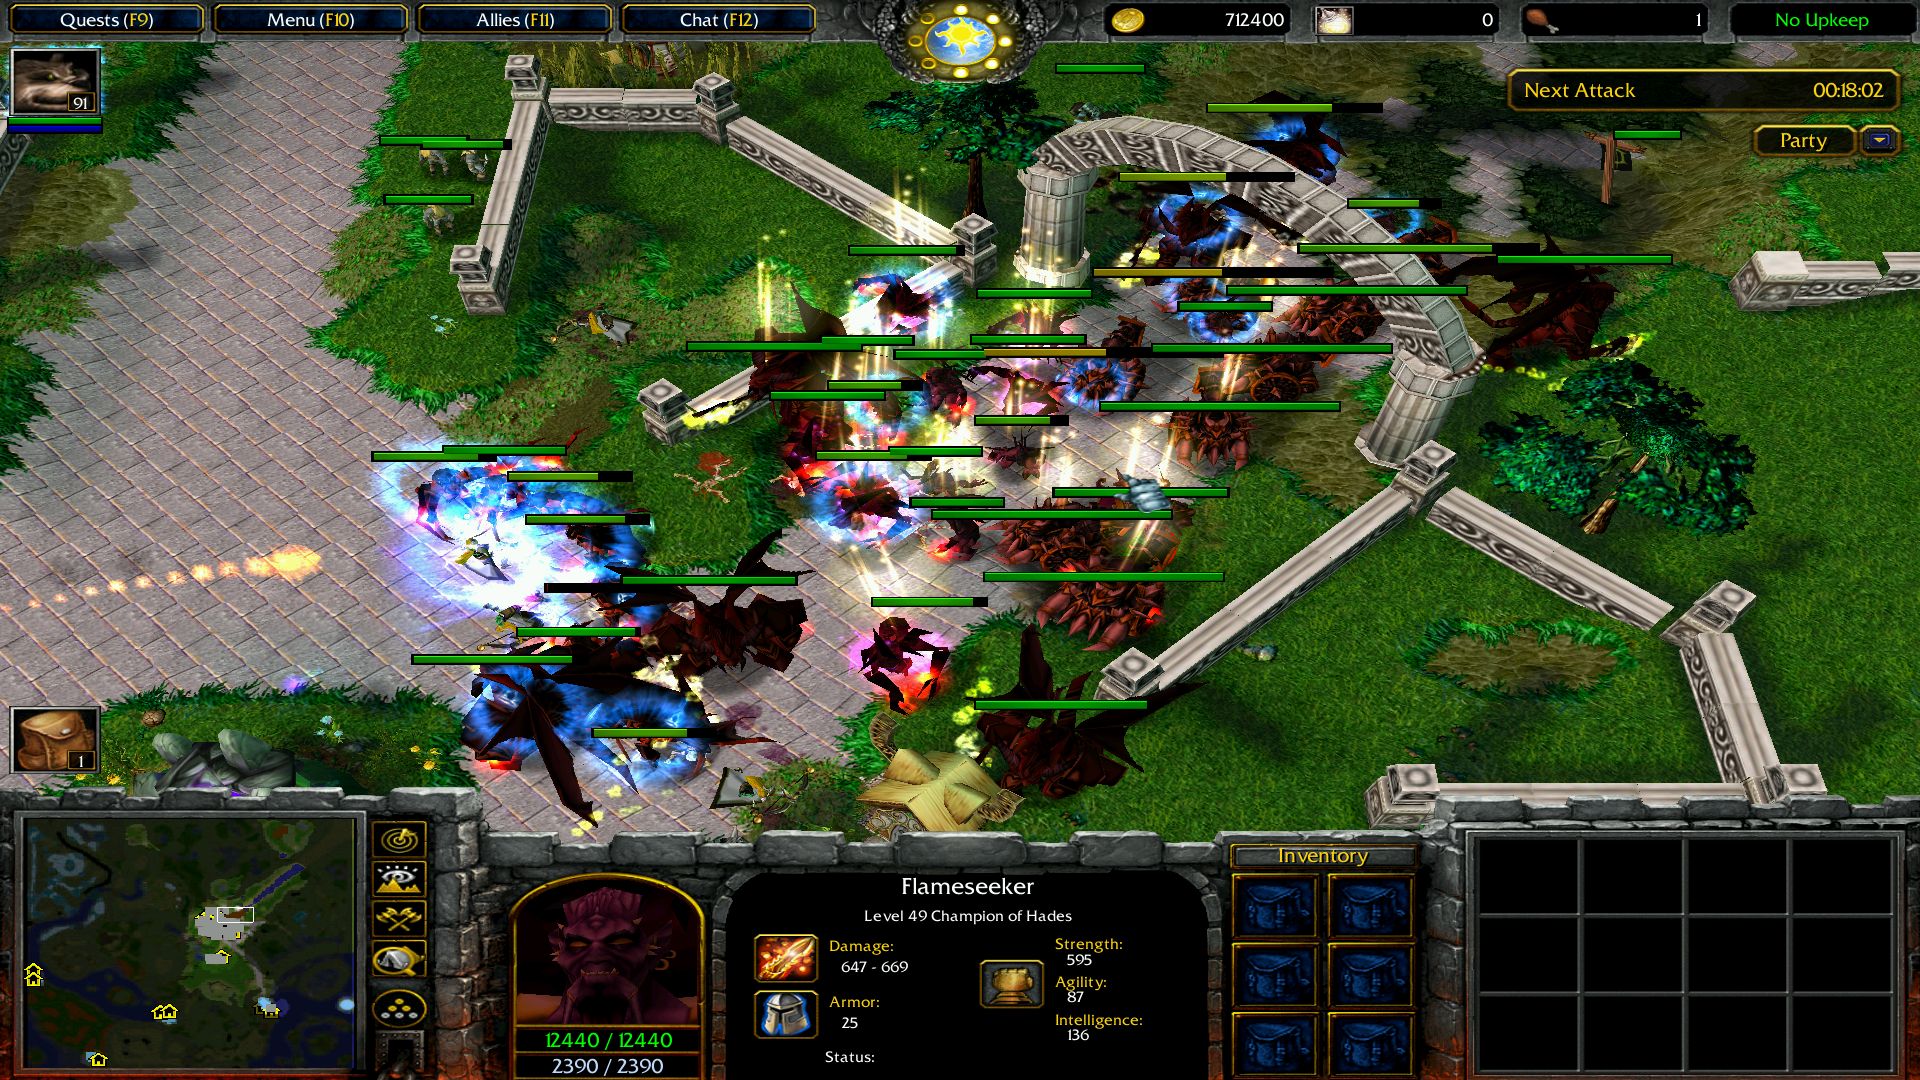 Quests (F9)
Menu (F10)
Allies (F11)
Chat (F12)
712400
0
1
No Upkeep
91
Next Attack
00:18:02
Party
1
Inventory
Flameseeker
Level 49 Champion of Hades
Damage:
647 - 669
Armor:
25
Strength:
595
Agility:
87
Intelligence:
136
Status:
12440 / 12440
2390 / 2390